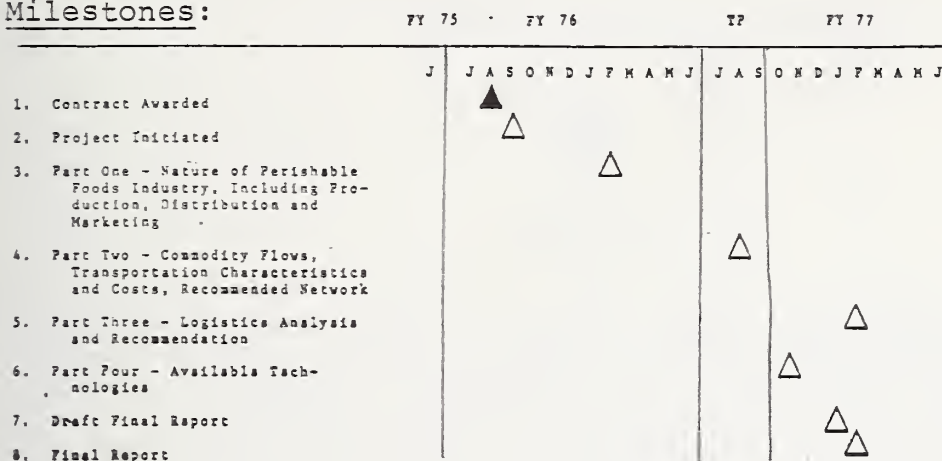 Milestones:
FY 75 · FY 76 TP FY 77
J J A S O N D J F M A M J J A S O N D J F M A M J
1. Contract Awarded
2. Project Initiated
3. Part One - Nature of Perishable
Foods Industry, Including Pro-
duction, Distribution and
Marketing
4. Part Two - Commodity Flows,
Transportation Characteristics
and Costs, Recommended Network
5. Part Three - Logistics Analysis
and Recommendation
6. Part Four - Available Tech-
nologies
7. Draft Final Report
8. Final Report